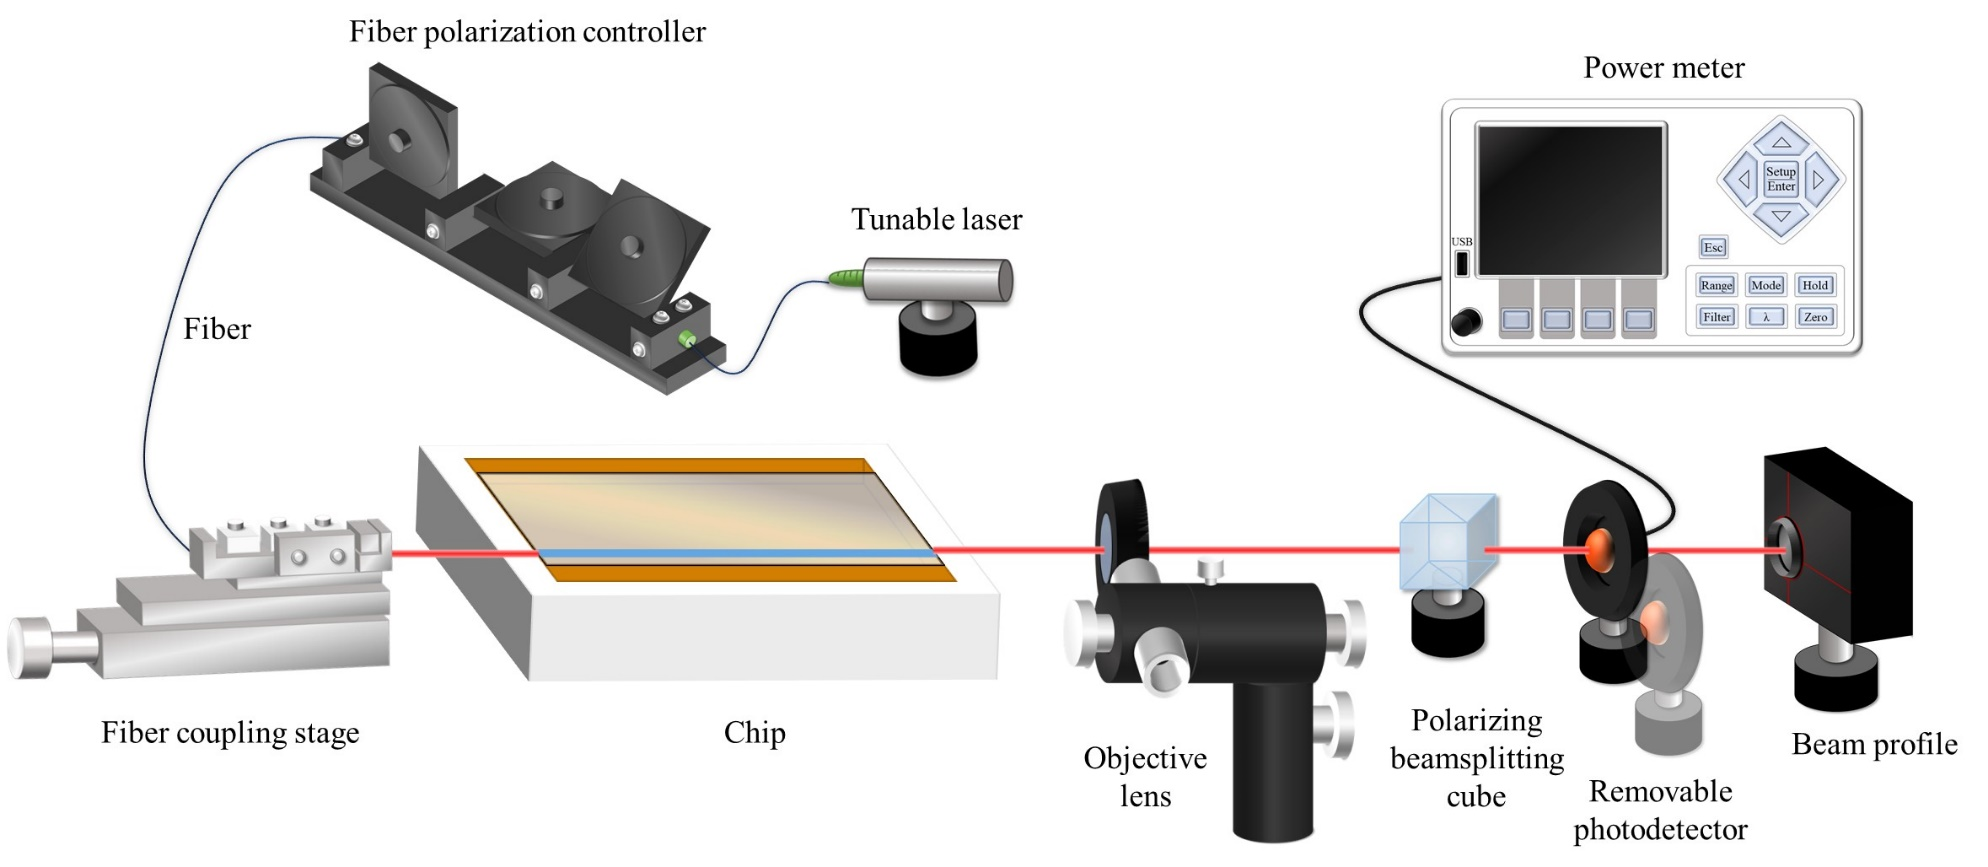 Fiber polarization controller
Power meter
Tunable laser
Setup
Enter
USB
Esc
Range Mode Hold
Filter λ Zero
Fiber
Fiber coupling stage
Chip
Objective
lens
Polarizing
beamsplitting
cube
Removable
photodetector
Beam profile